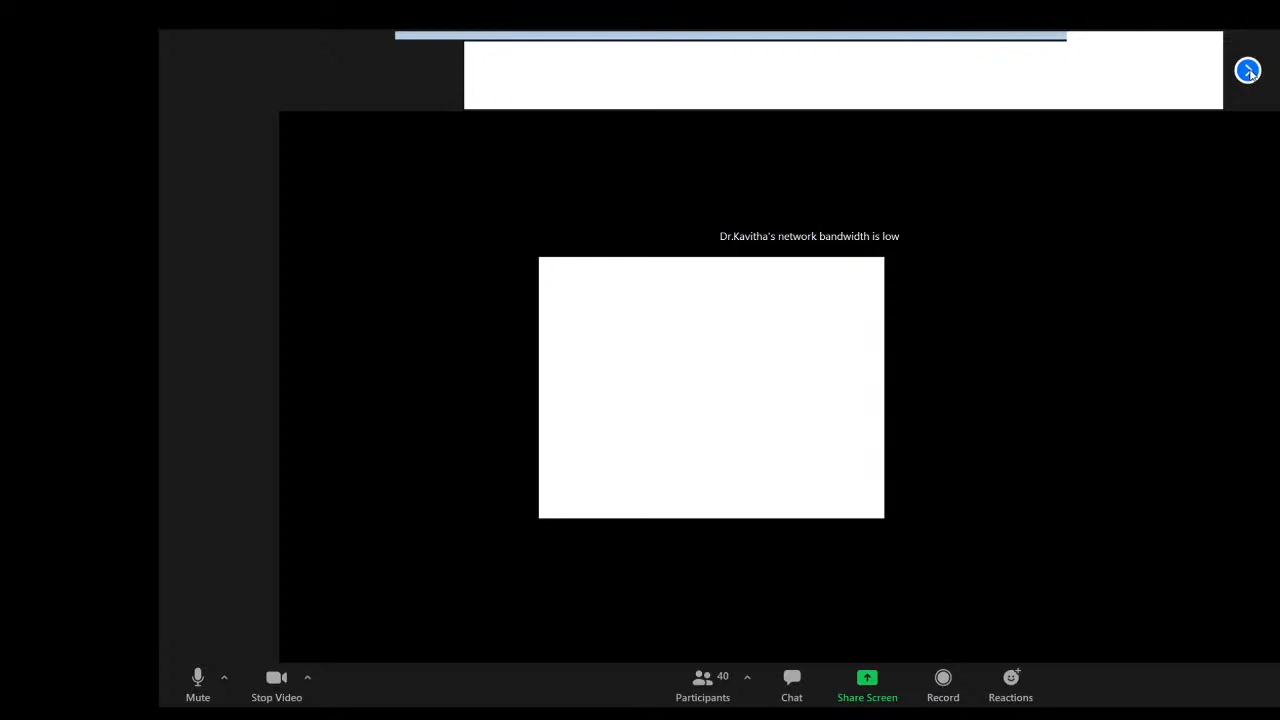 Dr.Kavitha's network bandwidth is low
40
Mute
Stop Video
Participants
Chat
Share Screen
Record
Reactions